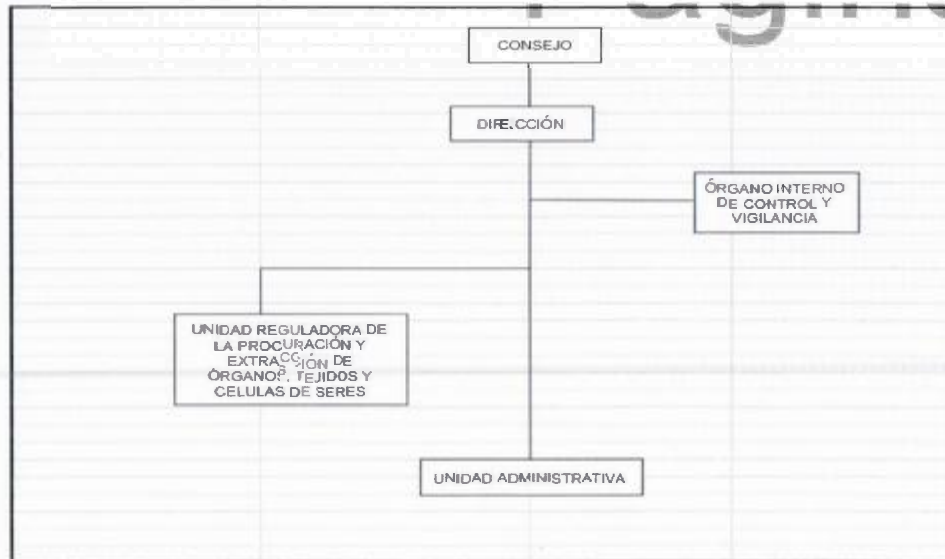 CONSEJO
DIRECCIÓN
ÓRGANO INTERNO
DE CONTROL Y
VIGILANCIA
UNIDAD REGULADORA DE
LA PROCURACIÓN Y
EXTRACCIÓN DE
ÓRGANOS, TEJIDOS Y
CELULAS DE SERES
UNIDAD ADMINISTRATIVA